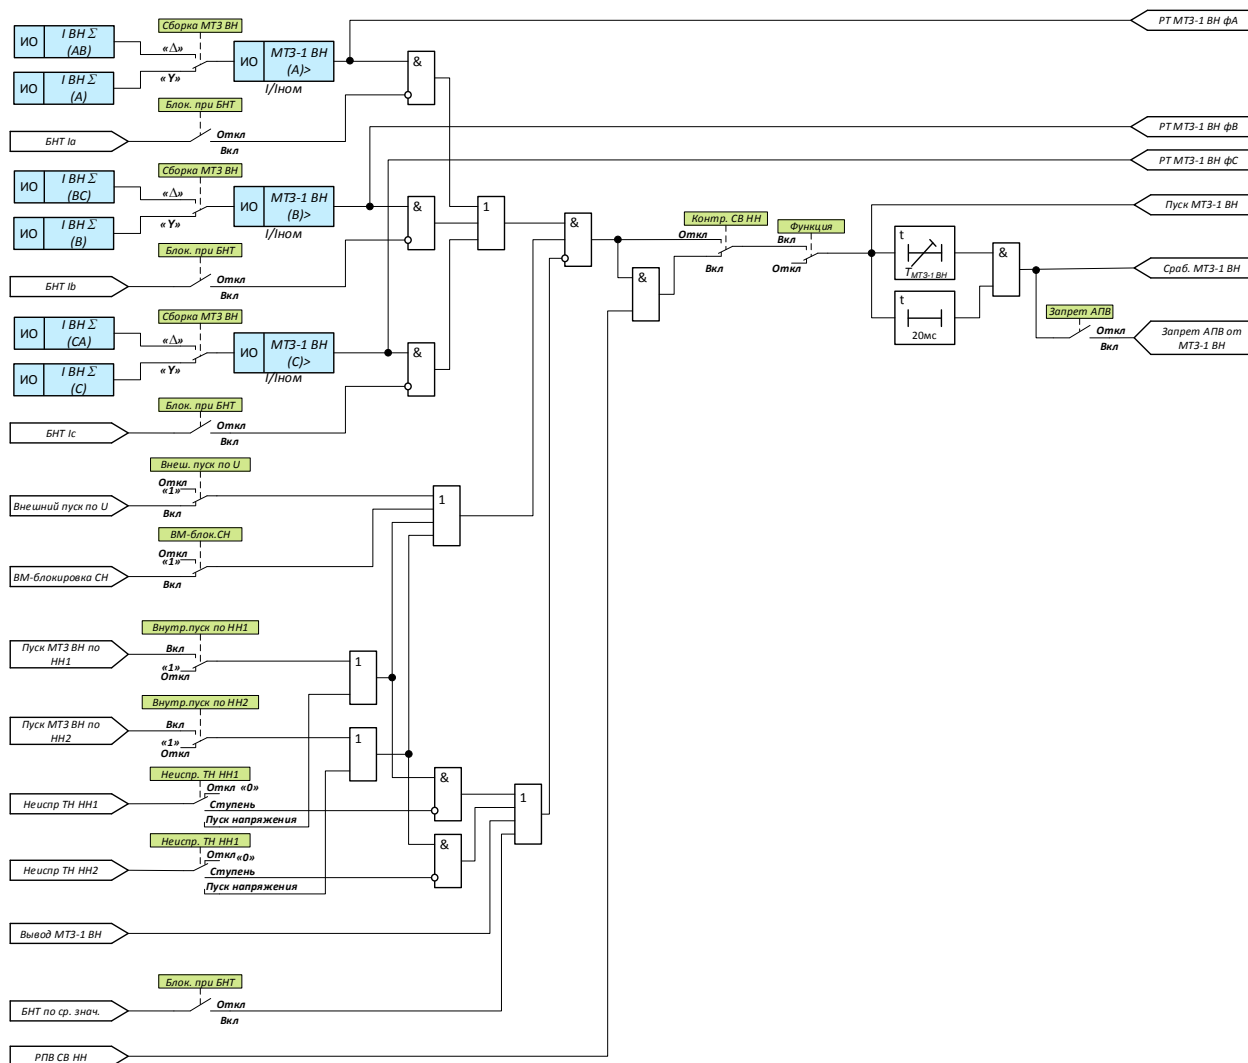 Сборка МТЗ ВН
ИО
I ВН Σ
(AB)
«Δ»
ИО
I ВН Σ
(A)
«Y»
ИО
МТЗ-1 ВН
(A)>
I/Iном
&
РТ МТЗ-1 ВН фА
Блок. при БНТ
БНТ Ia
Откл
Вкл
РТ МТЗ-1 ВН фВ
РТ МТЗ-1 ВН фС
Сборка МТЗ ВН
ИО
I ВН Σ
(BC)
«Δ»
ИО
I ВН Σ
(B)
«Y»
ИО
МТЗ-1 ВН
(B)>
I/Iном
&
1
&
Блок. при БНТ
БНТ Ib
Откл
Вкл
Контр. СВ НН
Откл
Вкл
&
Функция
Вкл
Откл
Пуск МТЗ-1 ВН
t
TМТЗ-1 ВН
t
20мс
&
Сраб. МТЗ-1 ВН
Запрет АПВ
Откл
Вкл
Запрет АПВ от
МТЗ-1 ВН
Сборка МТЗ ВН
ИО
I ВН Σ
(CA)
«Δ»
ИО
I ВН Σ
(C)
«Y»
ИО
МТЗ-1 ВН
(C)>
I/Iном
&
Блок. при БНТ
БНТ Ic
Откл
Вкл
Внеш. пуск по U
Откл
«1»
Внешний пуск по U
Вкл
1
ВМ-блок.СН
Откл
«1»
ВМ-блокировка СН
Вкл
Внутр.пуск по НН1
Пуск МТЗ ВН по
НН1
Вкл
«1»
Откл
1
Внутр.пуск по НН2
Пуск МТЗ ВН по
НН2
Вкл
«1»
Откл
1
Неиспр. ТН НН1
Неиспр ТН НН1
Откл «0»
Ступень
Пуск напряжения
&
1
Неиспр. ТН НН1
Неиспр ТН НН2
Откл «0»
Ступень
Пуск напряжения
&
Вывод МТЗ-1 ВН
Блок. при БНТ
БНТ по ср. знач.
Откл
Вкл
РПВ СВ НН